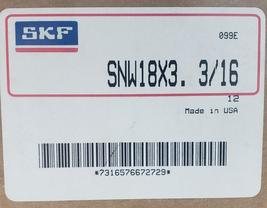 SKF
099E
SNW18X3. 3/16
12
Made in USA
*7316576672729*